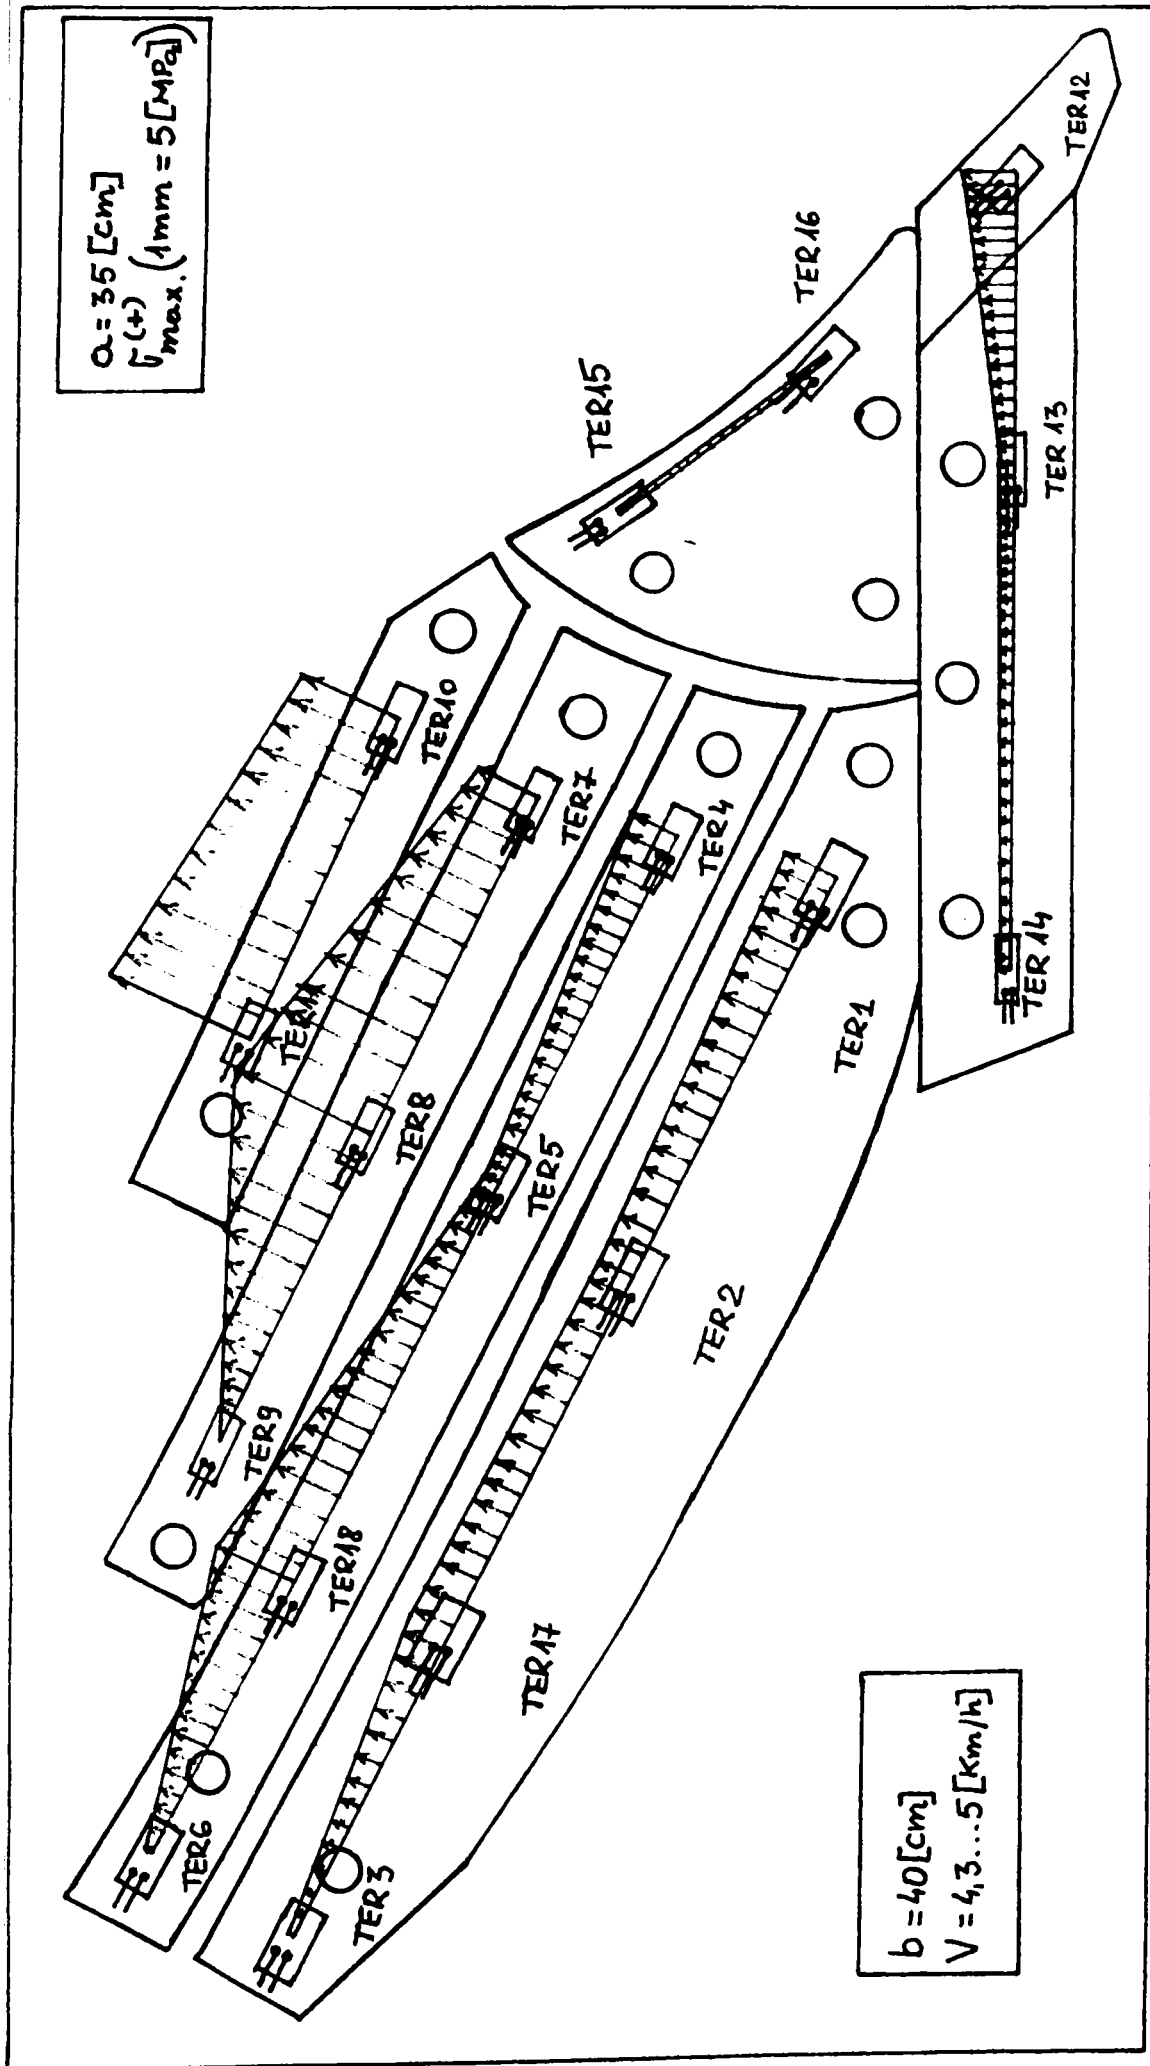 a=35[cm]
σ(+)
max. (1mm = 5[MPa])
TER12
TER16
TER15
TER13
TER10
TER7
TER4
TER11
TER14
TER1
TER8
TER5
TER2
TER9
TER18
TER17
TER6
TER3
b=40[cm]
V=4,3...5[Km/h]